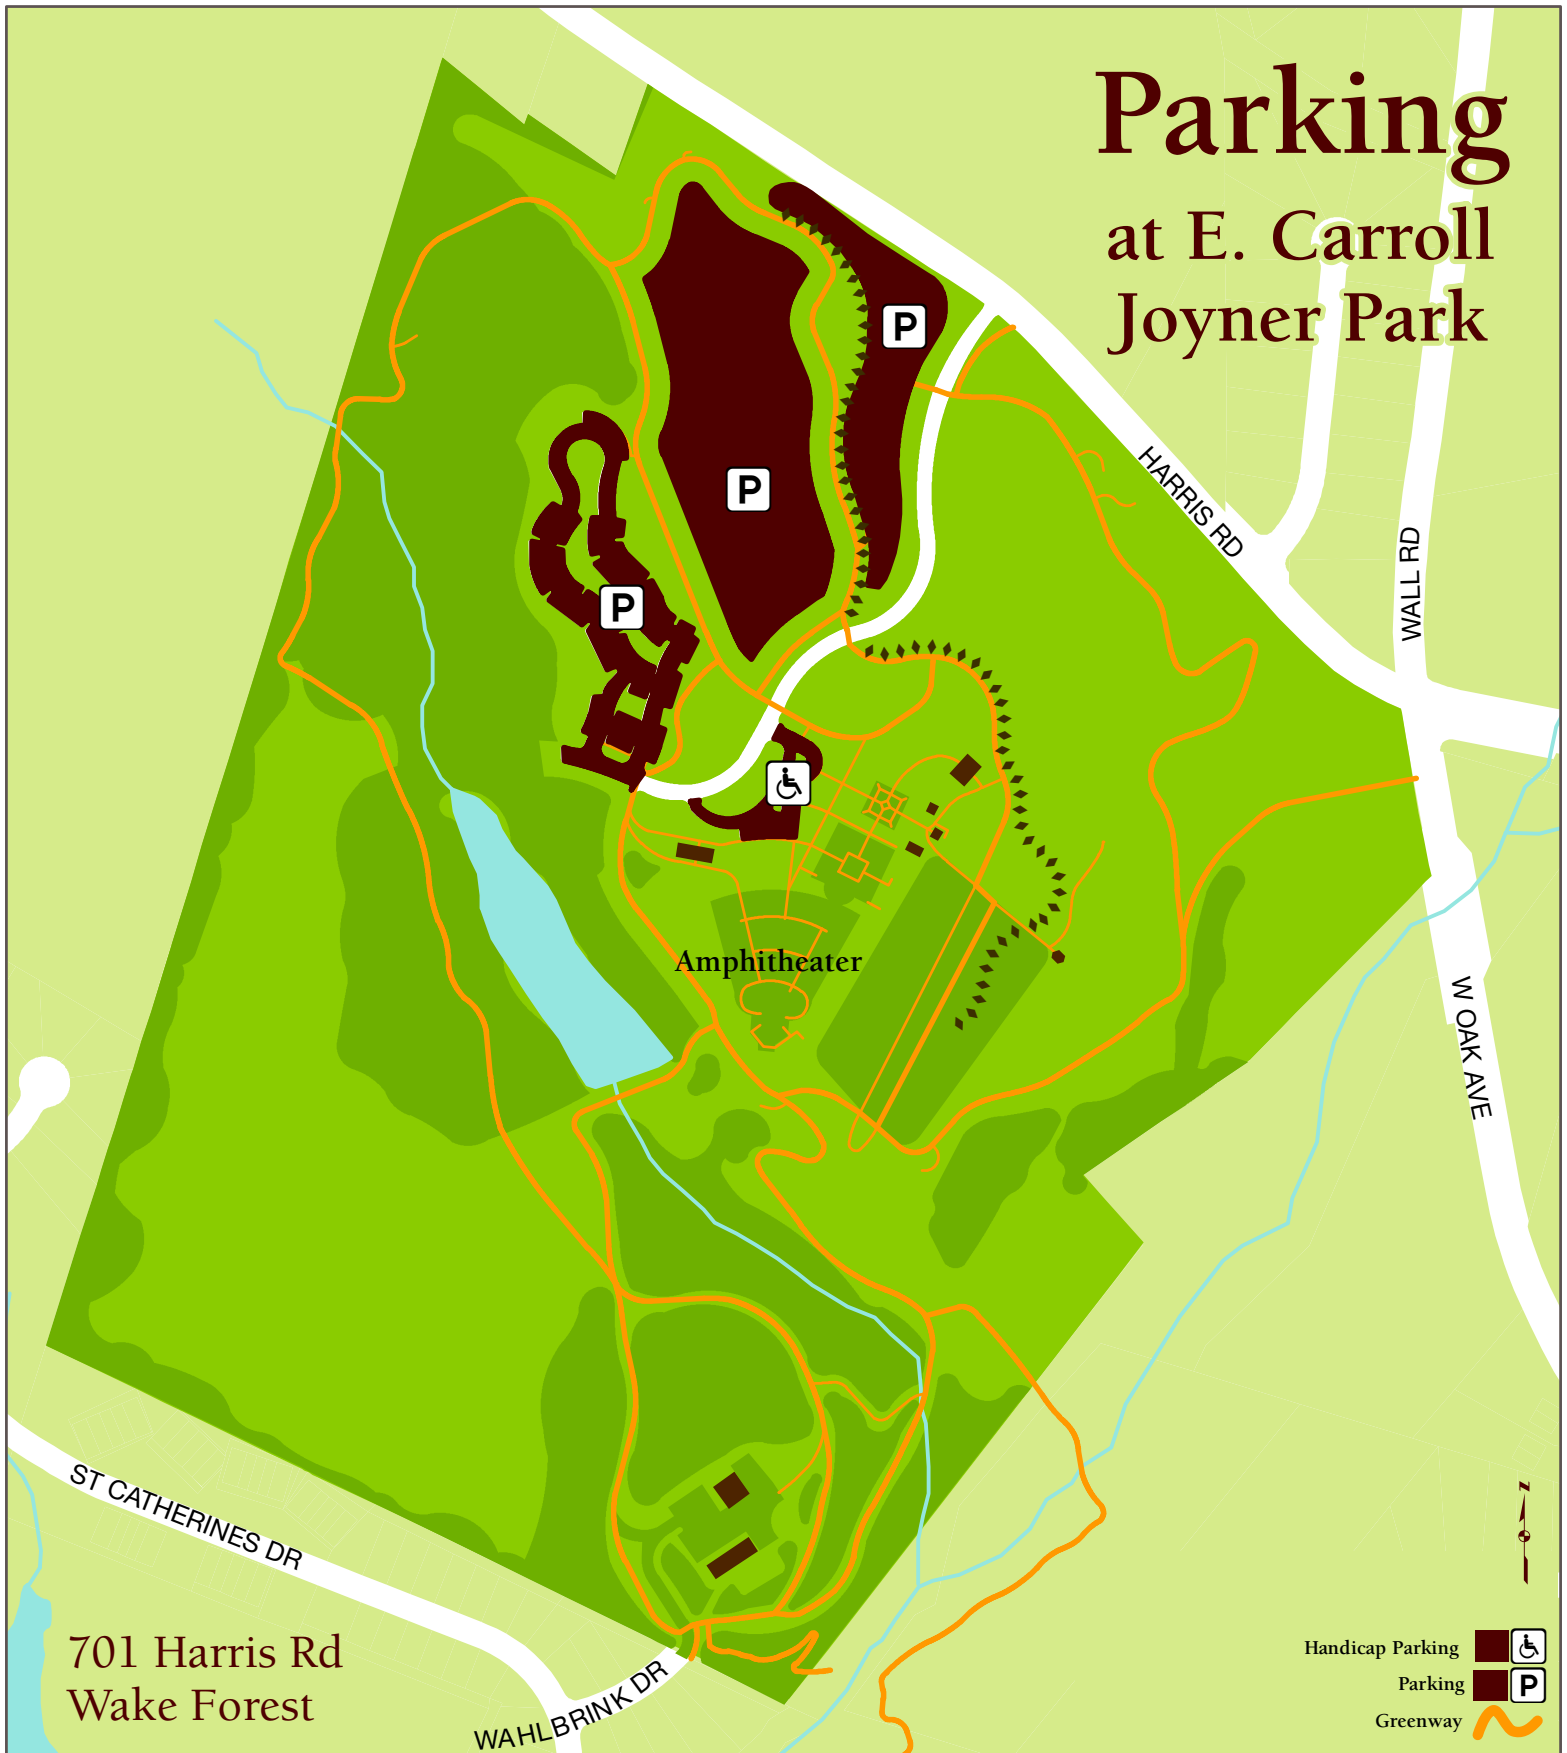 Parking
at E. Carroll
Joyner Park
P
P
HARRIS RD
WALL RD
P
Amphitheater
W OAK AVE
ST CATHERINES DR
N
701 Harris Rd
Wake Forest
WAHLBRINK DR
Handicap Parking
Parking P
Greenway